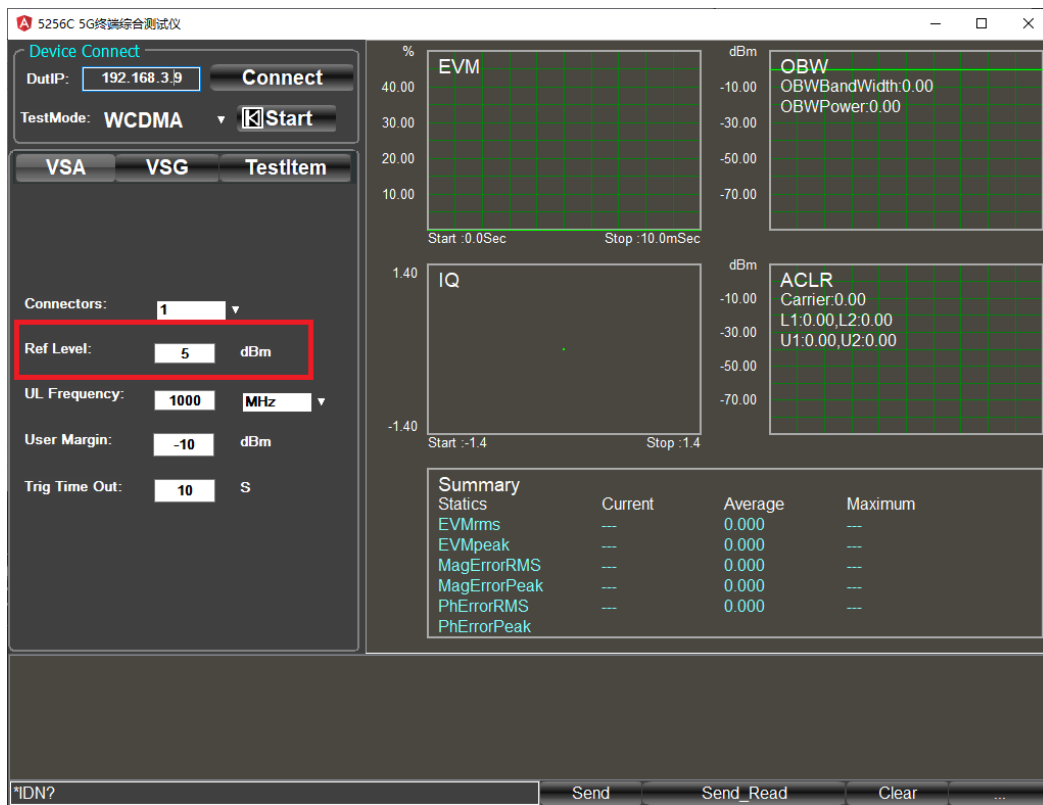 5256C 5G终端综合测试仪
Device Connect
DutIP: 192.168.3.9 Connect
TestMode: WCDMA Start
VSA VSG TestItem
Connectors: 1
Ref Level: 5 dBm
UL Frequency: 1000 MHz
User Margin: -10 dBm
Trig Time Out: 10 S
%
EVM
40.00
30.00
20.00
10.00
Start :0.0Sec Stop :10.0mSec
dBm
OBW
OBWBandWidth:0.00
OBWPower:0.00
-10.00
-30.00
-50.00
-70.00
1.40
IQ
-1.40
Start :-1.4 Stop :1.4
dBm
ACLR
Carrier:0.00
L1:0.00,L2:0.00
U1:0.00,U2:0.00
-10.00
-30.00
-50.00
-70.00
Summary
Statics Current Average Maximum
EVMrms --- 0.000 ---
EVMpeak --- 0.000 ---
MagErrorRMS --- 0.000 ---
MagErrorPeak --- 0.000 ---
PhErrorRMS --- 0.000 ---
PhErrorPeak
*IDN? Send Send_Read Clear ...